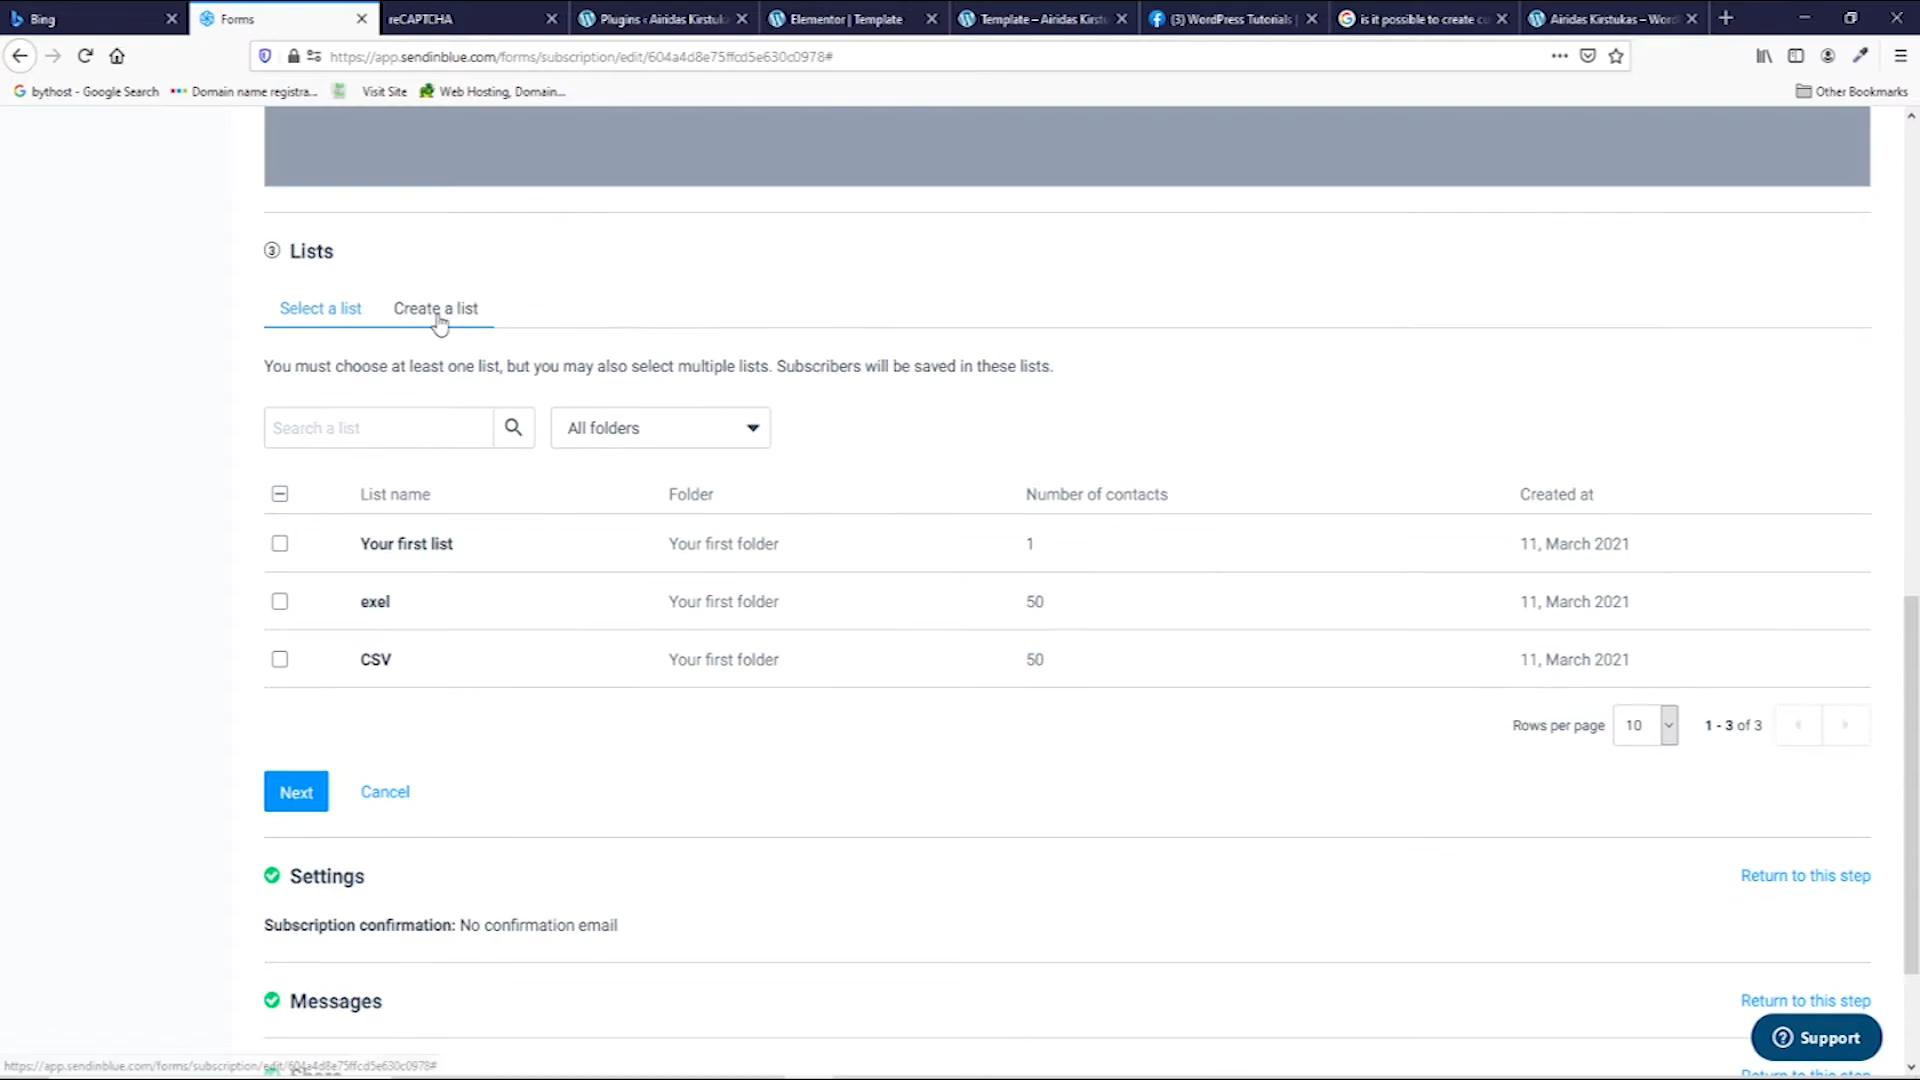 Bing
Forms
reCAPTCHA
Plugins ‹ Airidas Kirstuk
Elementor | Template
Template – Airidas Kirstu
(3) WordPress Tutorials |
is it possible to create cu
Airidas Kirstukas – Word
https://app.sendinblue.com/forms/subscription/edit/604a4d8e75ffcd5e630c0978#
bythost - Google Search
Domain name registra...
Visit Site
Web Hosting, Domain...
Other Bookmarks
3 Lists
Select a list
Create a list
You must choose at least one list, but you may also select multiple lists. Subscribers will be saved in these lists.
Search a list
All folders
List name Folder Number of contacts Created at
Your first list Your first folder 1 11, March 2021
exel Your first folder 50 11, March 2021
CSV Your first folder 50 11, March 2021
Rows per page 10 1 - 3 of 3
Next Cancel
Settings Return to this step
Subscription confirmation: No confirmation email
Messages Return to this step
Support
https://app.sendinblue.com/forms/subscription/edit/604a4d8e75ffcd5e630c0978#
Return to this step